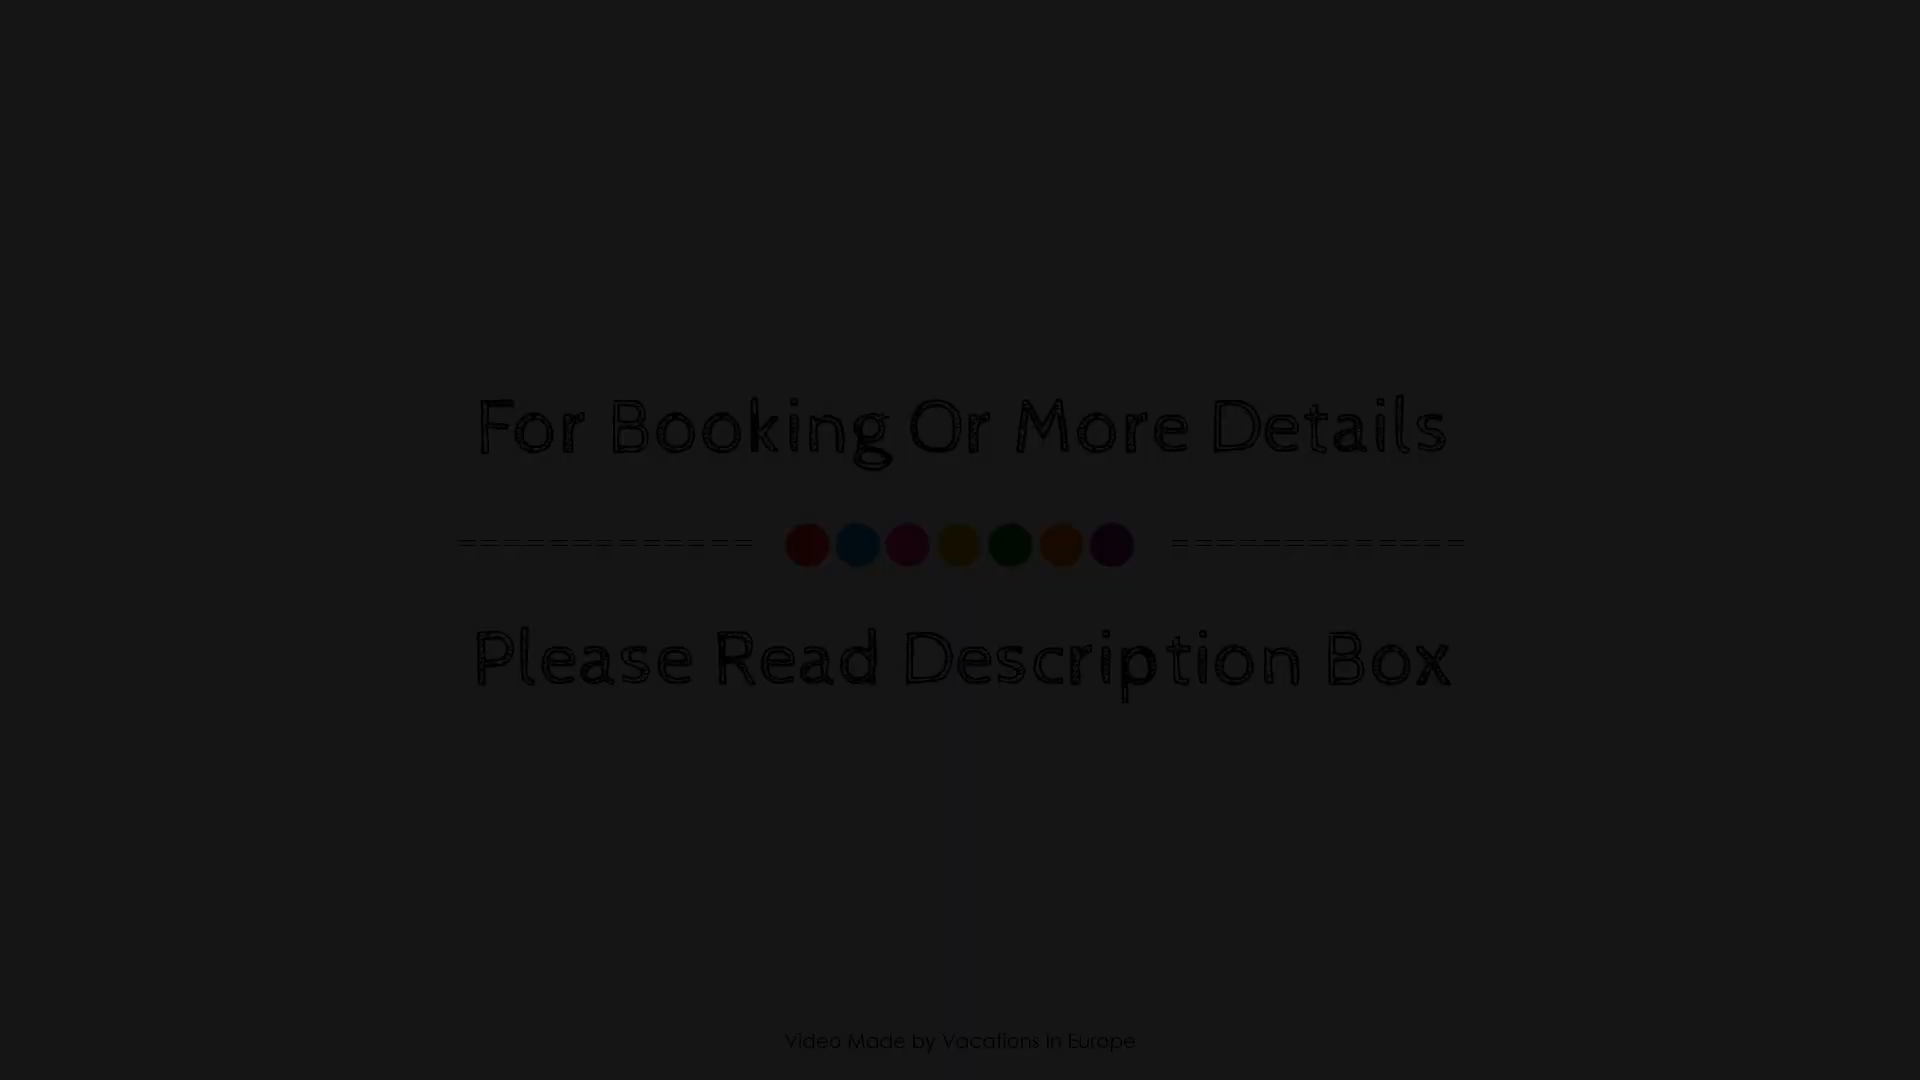 For Booking Or More Details
============= =============
Please Read Description Box
Video Made by Vacations in Europe